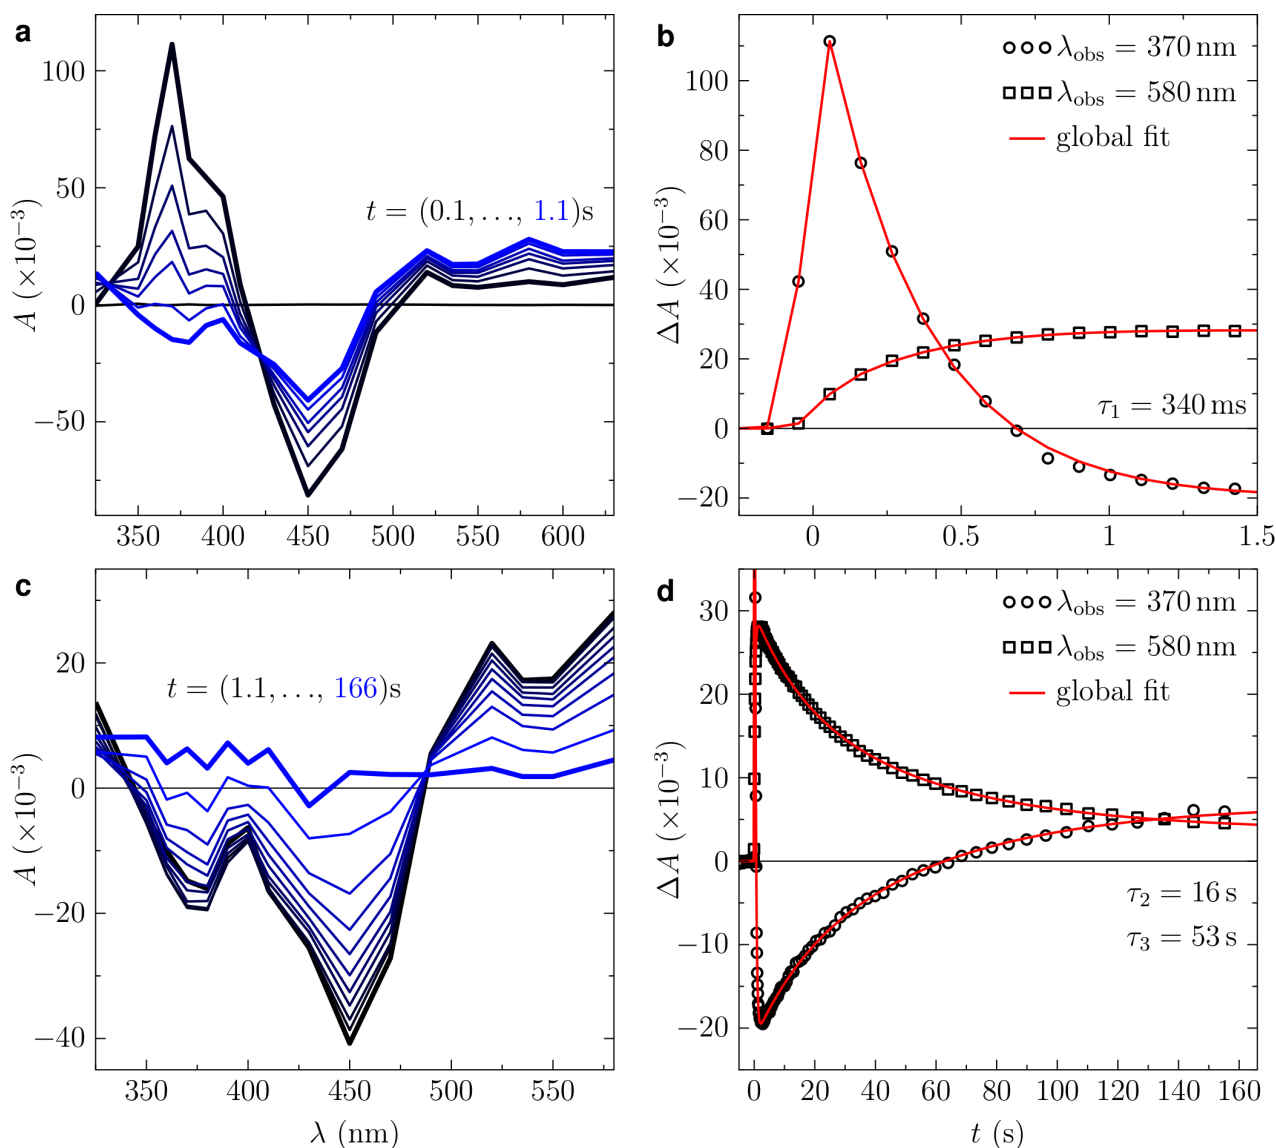 a
A (×10⁻³)
100
50
0
−50
t = (0.1, …, 1.1)s
350 400 450 500 550 600
b
ΔA (×10⁻³)
100
80
60
40
20
0
−20
λobs = 370 nm
λobs = 580 nm
global fit
τ₁ = 340 ms
0 0.5 1 1.5
c
A (×10⁻³)
20
0
−20
−40
t = (1.1, …, 166)s
350 400 450 500 550
λ (nm)
d
ΔA (×10⁻³)
30
20
10
0
−10
−20
λobs = 370 nm
λobs = 580 nm
global fit
τ₂ = 16 s
τ₃ = 53 s
0 20 40 60 80 100 120 140 160
t (s)